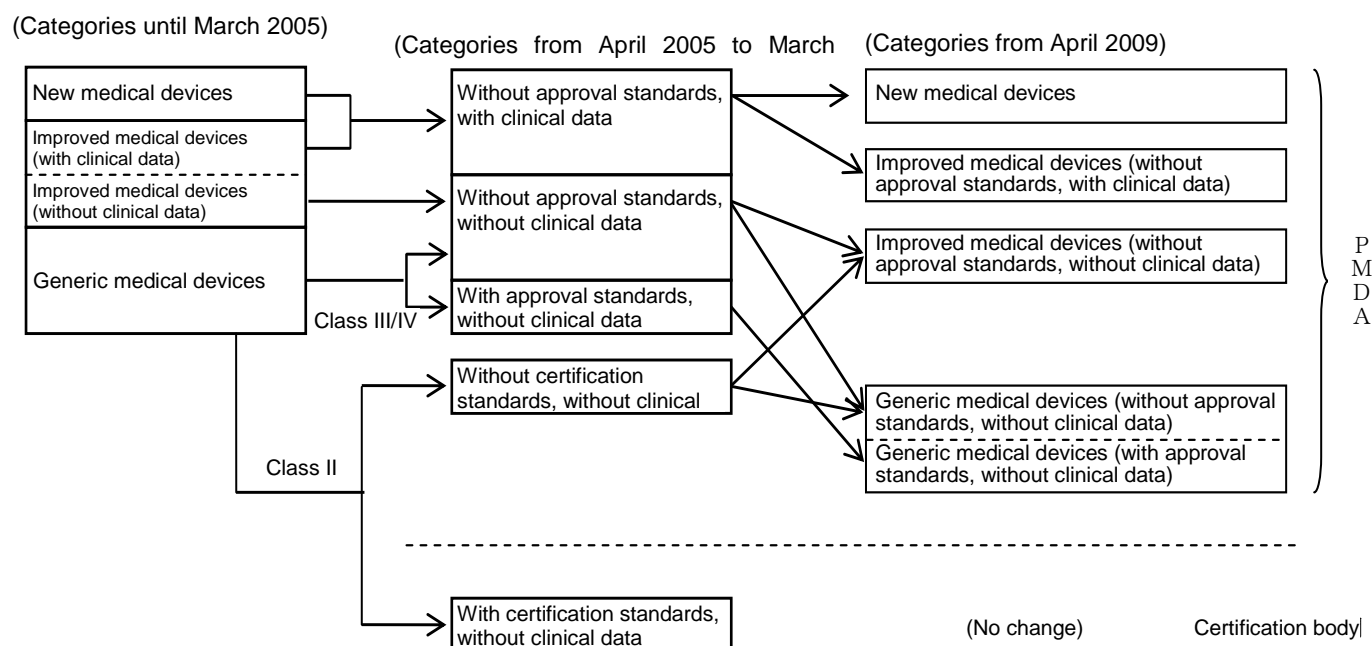 (Categories until March 2005)
(Categories from April 2005 to March
(Categories from April 2009)
New medical devices
Improved medical devices
(with clinical data)
Improved medical devices
(without clinical data)
Generic medical devices
Class III/IV
Class II
Without approval standards,
with clinical data
Without approval standards,
without clinical data
With approval standards,
without clinical data
Without certification
standards, without clinical
With certification standards,
without clinical data
New medical devices
Improved medical devices (without
approval standards, with clinical data)
Improved medical devices (without
approval standards, without clinical data)
Generic medical devices (without approval
standards, without clinical data)
Generic medical devices (with approval
standards, without clinical data)
P
M
D
A
(No change)
Certification body